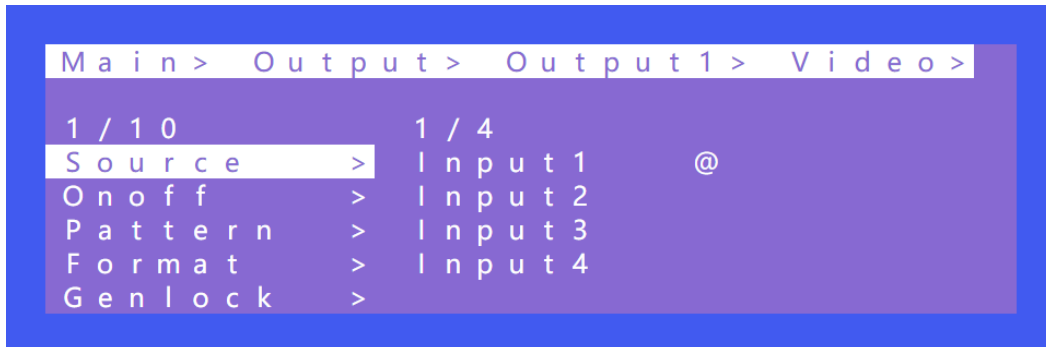 Main> Output> Output1> Video>
1/10 1/4
Source > Input1 @
Onoff > Input2
Pattern > Input3
Format > Input4
Genlock >